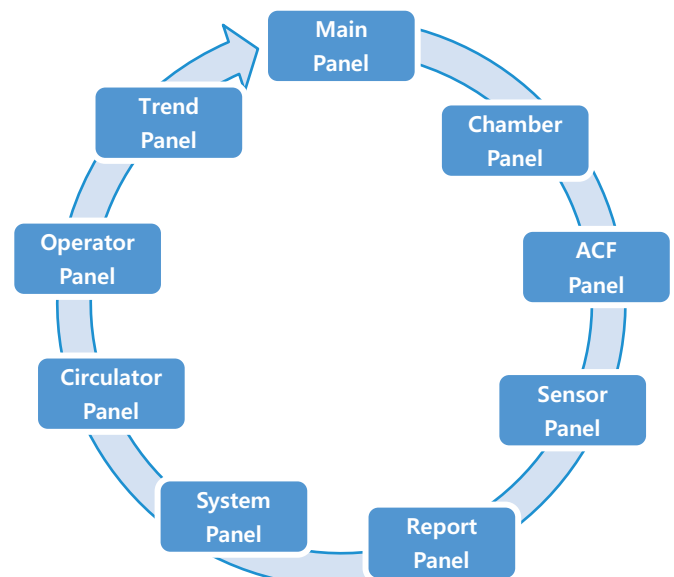 Main
Panel
Chamber
Panel
ACF
Panel
Sensor
Panel
Report
Panel
System
Panel
Circulator
Panel
Operator
Panel
Trend
Panel